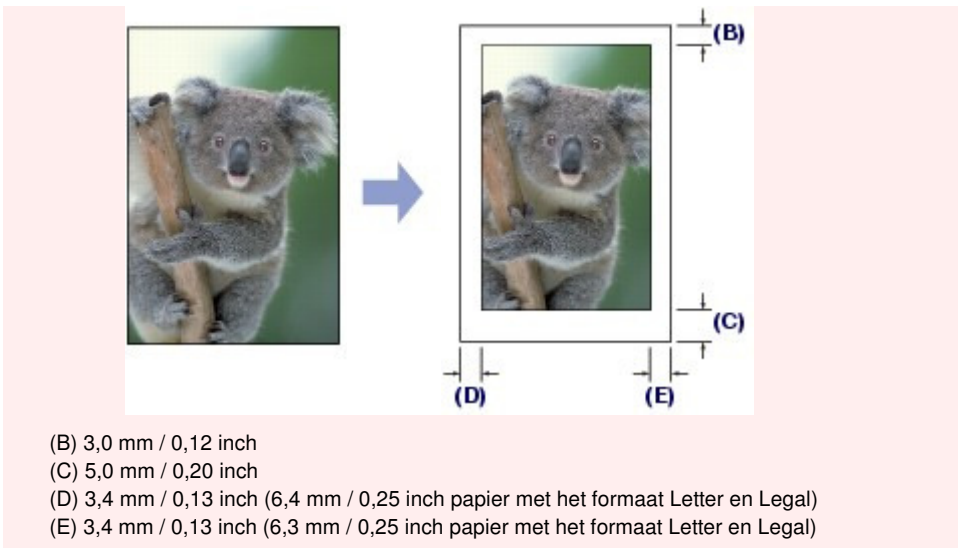 (B)
(C)
(D) (E)
(B) 3,0 mm / 0,12 inch
(C) 5,0 mm / 0,20 inch
(D) 3,4 mm / 0,13 inch (6,4 mm / 0,25 inch papier met het formaat Letter en Legal)
(E) 3,4 mm / 0,13 inch (6,3 mm / 0,25 inch papier met het formaat Letter en Legal)